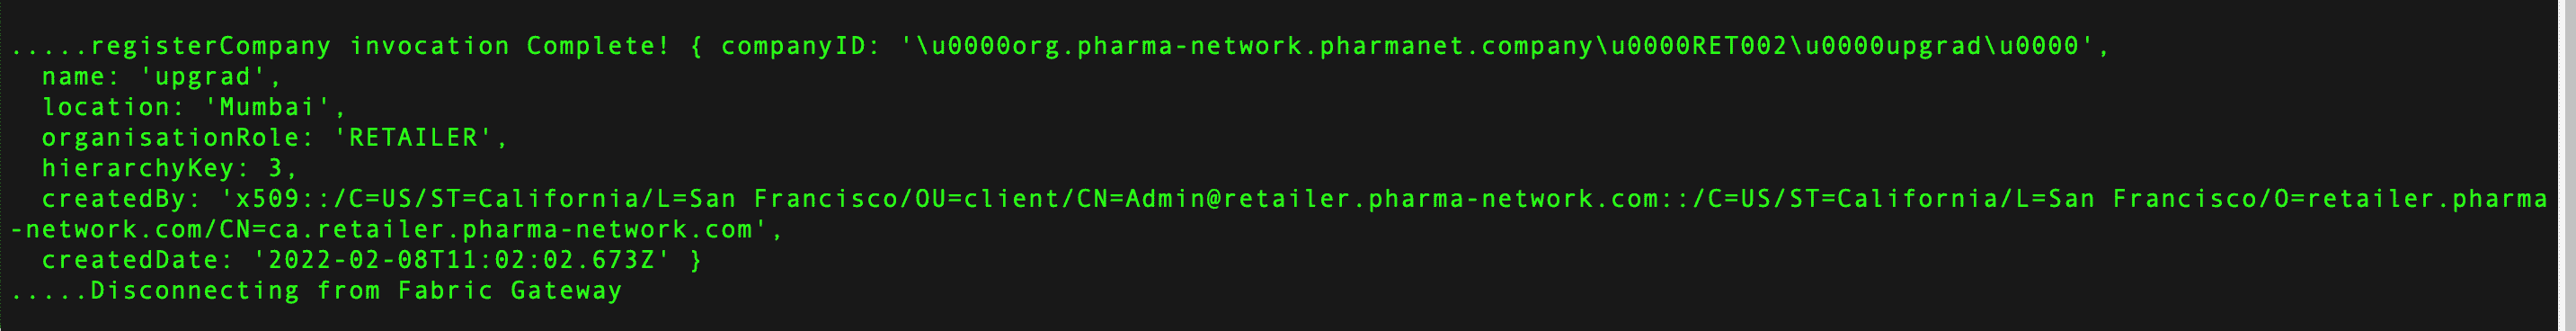 .....registerCompany invocation Complete! { companyID: '\u0000org.pharma-network.pharmanet.company\u0000RET002\u0000upgrad\u0000',
  name: 'upgrad',
  location: 'Mumbai',
  organisationRole: 'RETAILER',
  hierarchyKey: 3,
  createdBy: 'x509::/C=US/ST=California/L=San Francisco/OU=client/CN=Admin@retailer.pharma-network.com::/C=US/ST=California/L=San Francisco/O=retailer.pharma
-network.com/CN=ca.retailer.pharma-network.com',
  createdDate: '2022-02-08T11:02:02.673Z' }
.....Disconnecting from Fabric Gateway